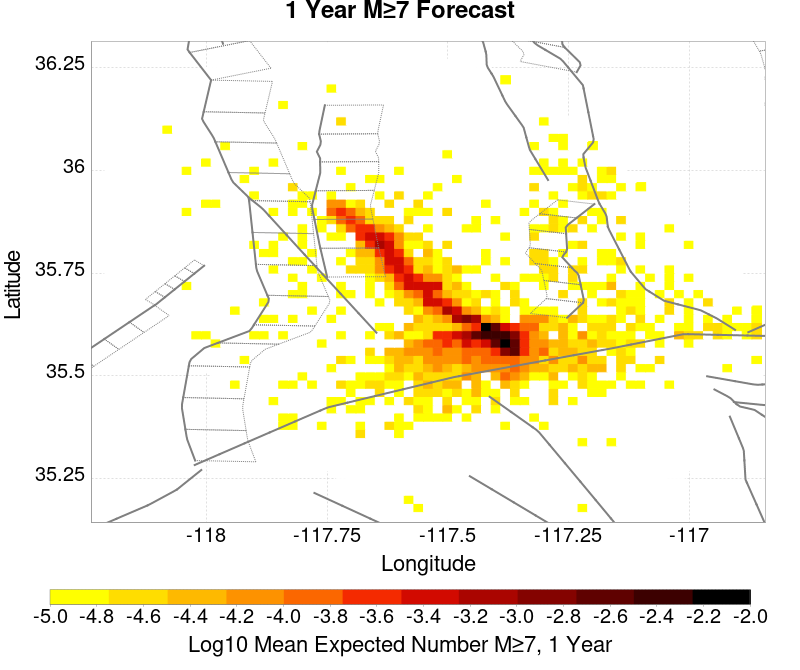 1 Year M≥7 Forecast
36.25
36
35.75
35.5
35.25
Latitude
-118
-117.75
-117.5
-117.25
-117
Longitude
-5.0 -4.8 -4.6 -4.4 -4.2 -4.0 -3.8 -3.6 -3.4 -3.2 -3.0 -2.8 -2.6 -2.4 -2.2 -2.0
Log10 Mean Expected Number M≥7, 1 Year